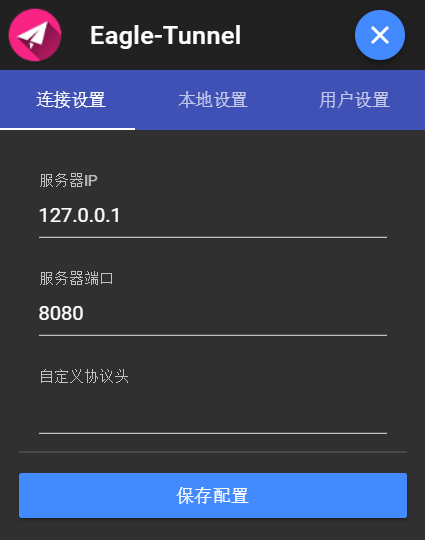 Eagle-Tunnel
连接设置
本地设置
用户设置
服务器IP
127.0.0.1
服务器端口
8080
自定义协议头
保存配置